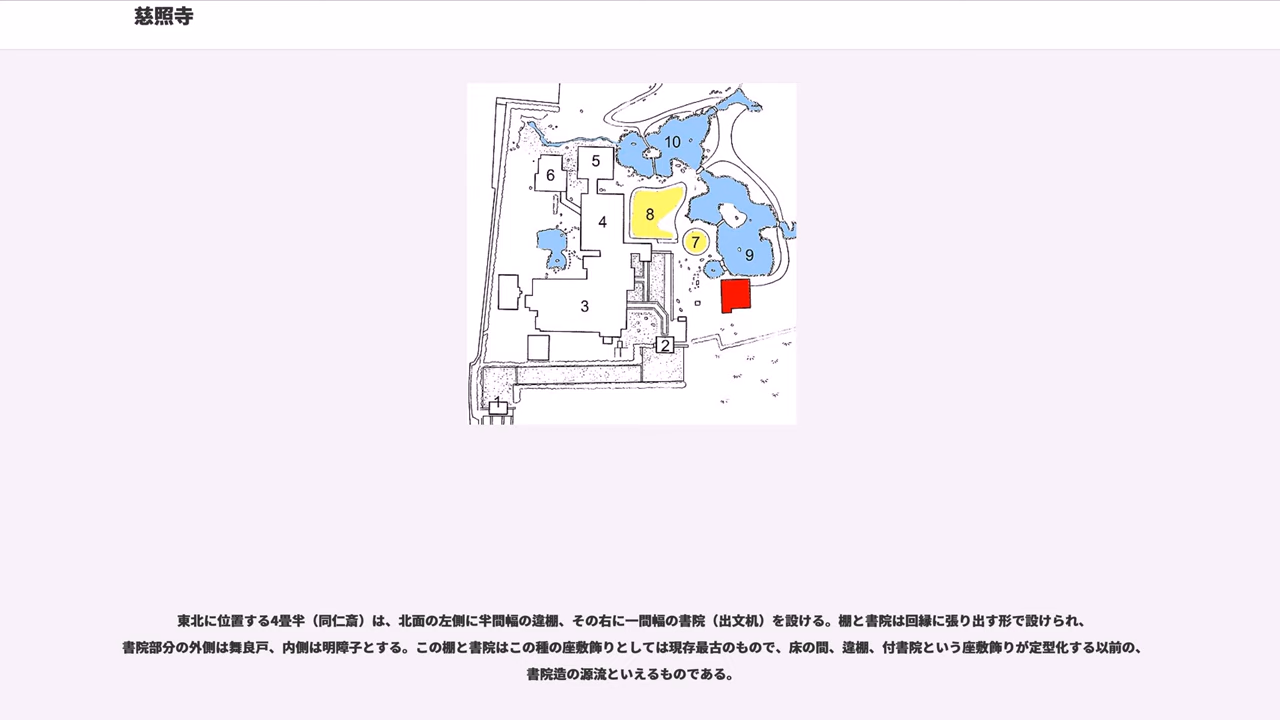 慈照寺
10
5
6
8
4
7
9
3
2
1
東北に位置する4畳半（同仁斎）は、北面の左側に半間幅の違棚、その右に一間幅の書院（出文机）を設ける。棚と書院は回縁に張り出す形で設けられ、
書院部分の外側は舞良戸、内側は明障子とする。この棚と書院はこの種の座敷飾りとしては現存最古のもので、床の間、違棚、付書院という座敷飾りが定型化する以前の、
書院造の源流といえるものである。